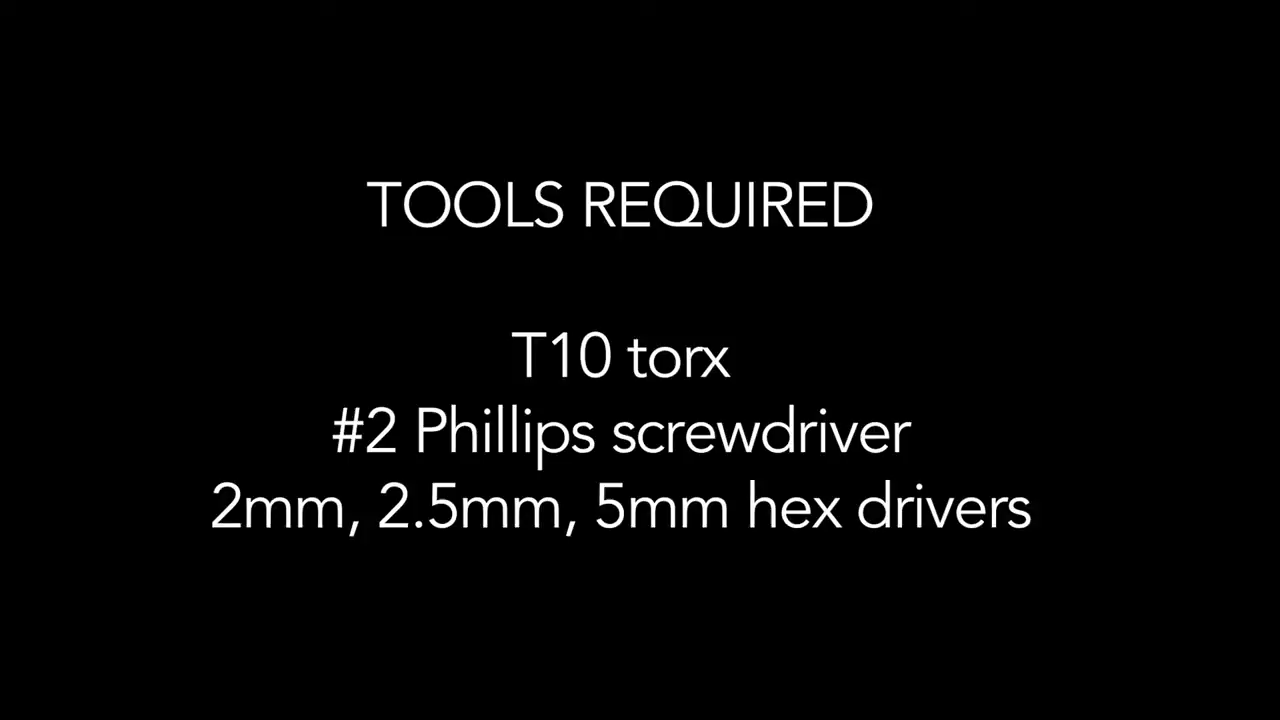 TOOLS REQUIRED
T10 torx
#2 Phillips screwdriver
2mm, 2.5mm, 5mm hex drivers